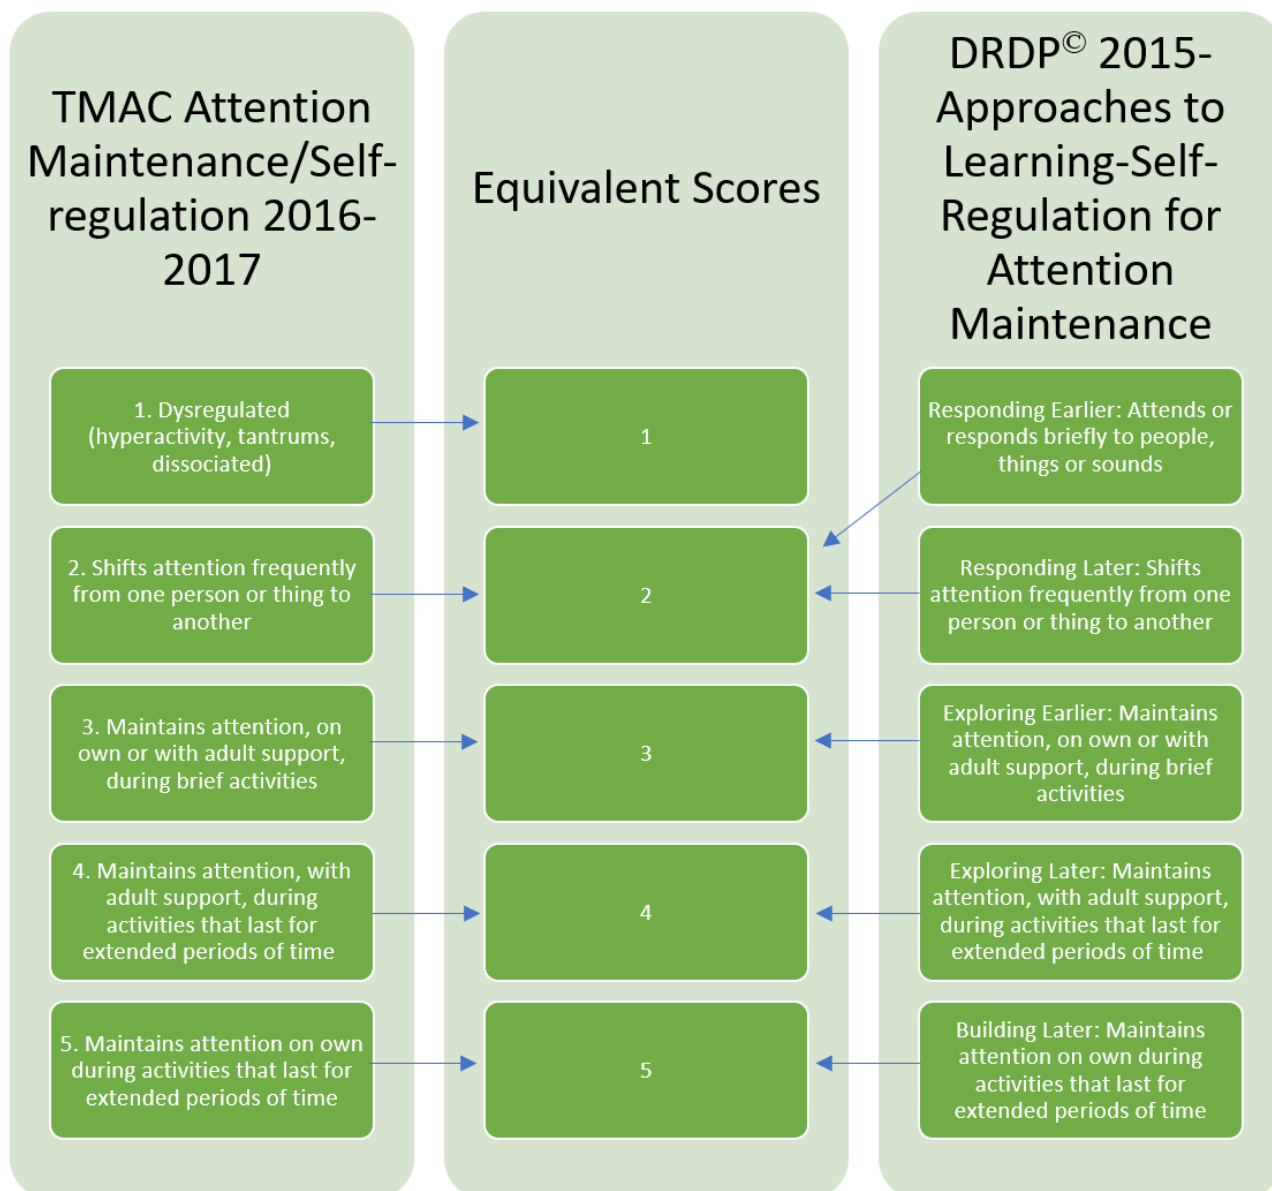 TMAC Attention
Maintenance/Self-
regulation 2016-
2017
1. Dysregulated
(hyperactivity, tantrums,
dissociated)
2. Shifts attention frequently
from one person or thing to
another
3. Maintains attention, on
own or with adult support,
during brief activities
4. Maintains attention, with
adult support, during
activities that last for
extended periods of time
5. Maintains attention on own
during activities that last for
extended periods of time
Equivalent Scores
1
2
3
4
5
DRDP© 2015-
Approaches to
Learning-Self-
Regulation for
Attention
Maintenance
Responding Earlier: Attends or
responds briefly to people,
things or sounds
Responding Later: Shifts
attention frequently from one
person or thing to another
Exploring Earlier: Maintains
attention, on own or with
adult support, during brief
activities
Exploring Later: Maintains
attention, with adult support,
during activities that last for
extended periods of time
Building Later: Maintains
attention on own during
activities that last for
extended periods of time